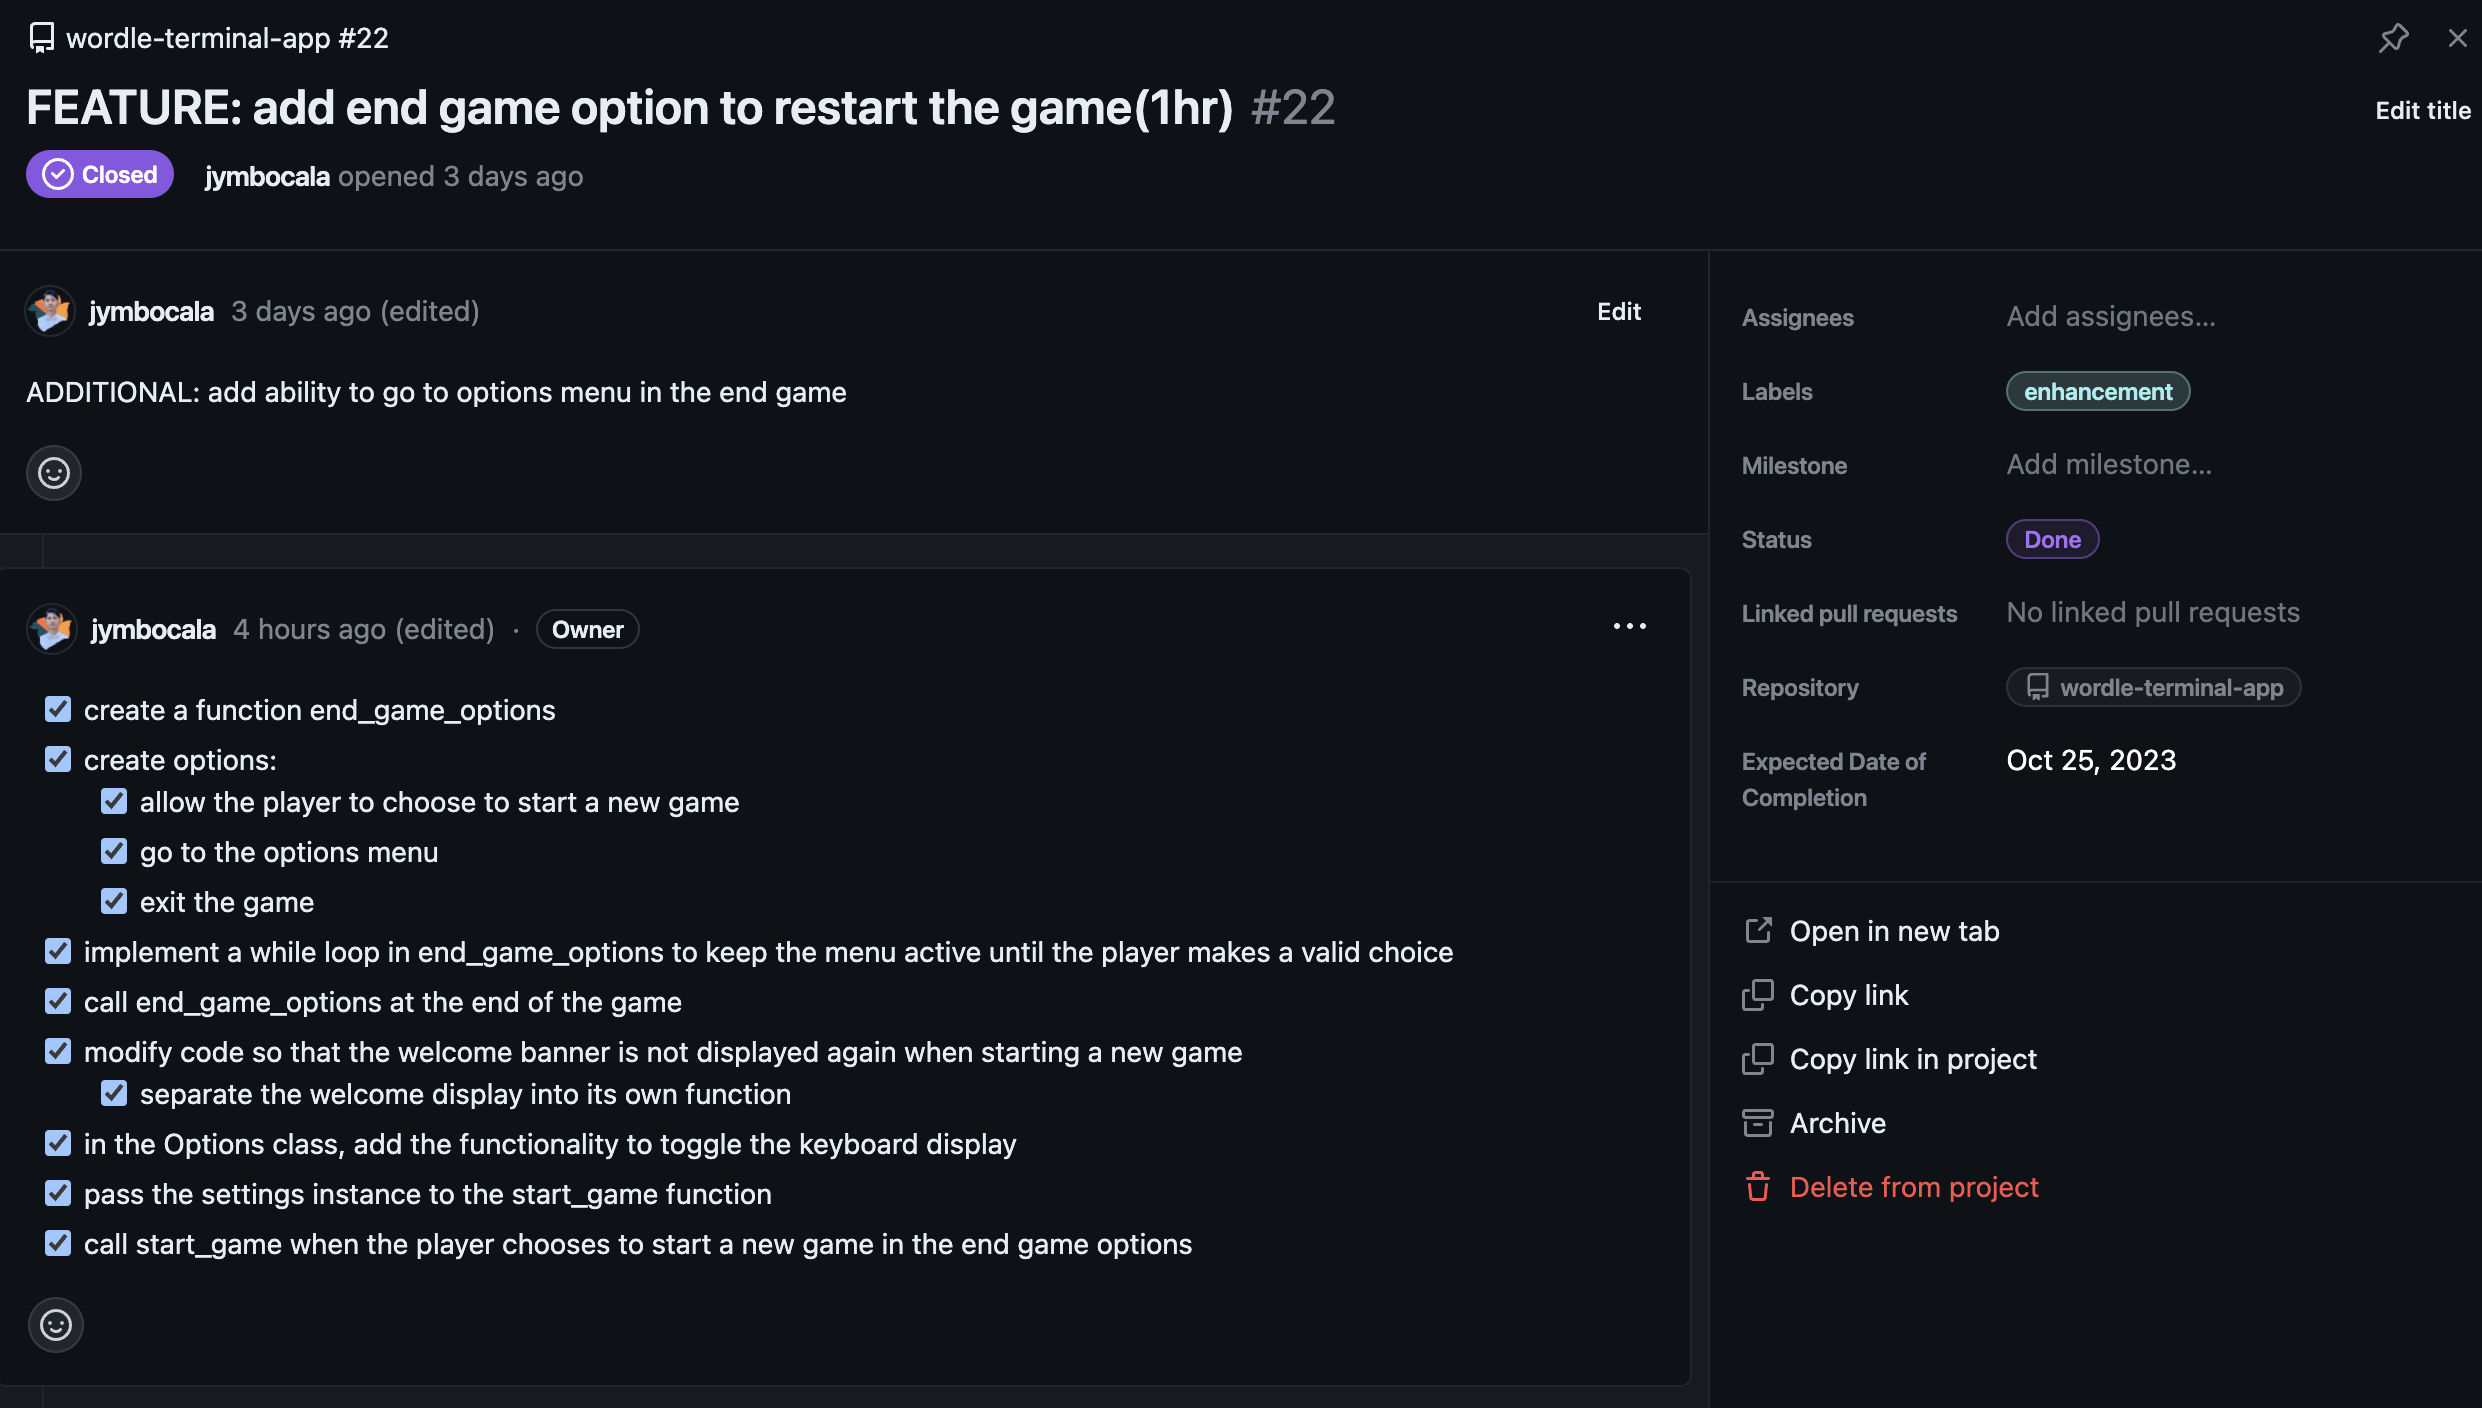 wordle-terminal-app #22
FEATURE: add end game option to restart the game(1hr) #22
Edit title
Closed
jymbocala opened 3 days ago
jymbocala 3 days ago (edited)
Edit
ADDITIONAL: add ability to go to options menu in the end game
jymbocala 4 hours ago (edited) · Owner
create a function end_game_options
create options:
allow the player to choose to start a new game
go to the options menu
exit the game
implement a while loop in end_game_options to keep the menu active until the player makes a valid choice
call end_game_options at the end of the game
modify code so that the welcome banner is not displayed again when starting a new game
separate the welcome display into its own function
in the Options class, add the functionality to toggle the keyboard display
pass the settings instance to the start_game function
call start_game when the player chooses to start a new game in the end game options
Assignees Add assignees...
Labels enhancement
Milestone Add milestone...
Status Done
Linked pull requests No linked pull requests
Repository wordle-terminal-app
Expected Date of Oct 25, 2023
Completion
Open in new tab
Copy link
Copy link in project
Archive
Delete from project